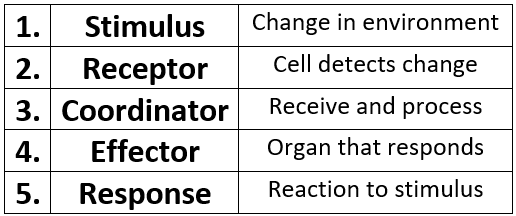 1. Stimulus Change in environment
2. Receptor Cell detects change
3. Coordinator Receive and process
4. Effector Organ that responds
5. Response Reaction to stimulus